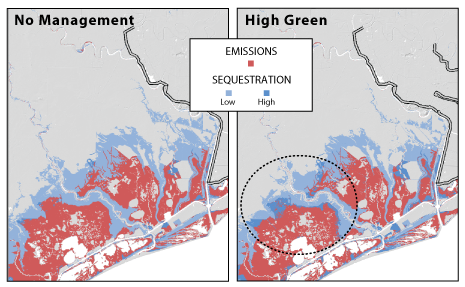 No Management
High Green
EMISSIONS
SEQUESTRATION
Low High